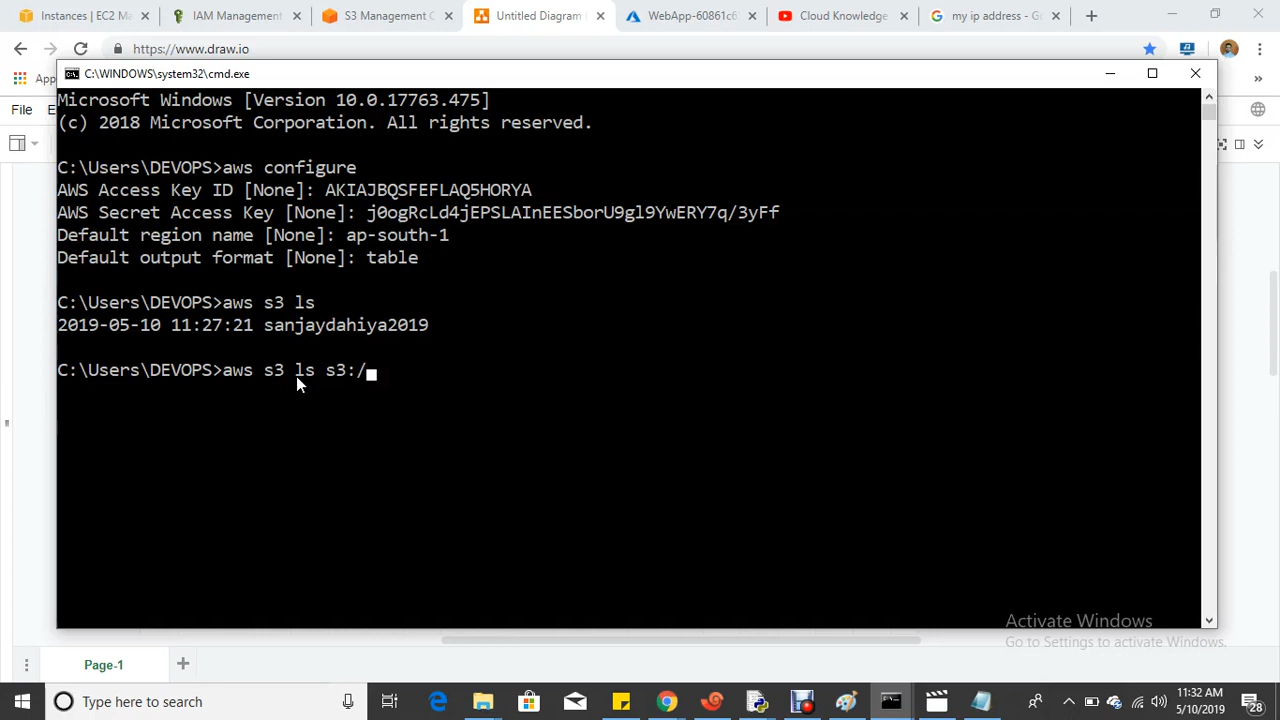 Instances | EC2 M
IAM Management
S3 Management C
Untitled Diagram
WebApp-60861c6
Cloud Knowledge
my ip address - G
https://www.draw.io
App
File
C:\WINDOWS\system32\cmd.exe
Microsoft Windows [Version 10.0.17763.475]
(c) 2018 Microsoft Corporation. All rights reserved.
C:\Users\DEVOPS>aws configure
AWS Access Key ID [None]: AKIAJBQSFEFLAQ5HORYA
AWS Secret Access Key [None]: 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
Default region name [None]: ap-south-1
Default output format [None]: table
C:\Users\DEVOPS>aws s3 ls
2019-05-10 11:27:21 sanjaydahiya2019
C:\Users\DEVOPS>aws s3 ls s3:/
Activate Windows
Go to Settings to activate Windows.
Page-1
Type here to search
11:32 AM
5/10/2019
28